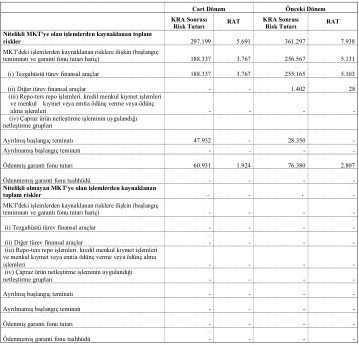 Cari Dönem Önceki Dönem
KRA Sonrası Risk Tutarı RAT KRA Sonrası Risk Tutarı RAT
Nitelikli MKT'ye olan işlemlerden kaynaklanan toplam
riskler 297.199 5.691 361.297 7.938
MKT'deki işlemlerden kaynaklanan risklere ilişkin (başlangıç
teminatı ve garanti fonu tutarı hariç) 188.337 3.767 256.567 5.131
(i) Tezgahüstü türev finansal araçlar 188.337 3.767 255.165 5.103
(ii) Diğer türev finansal araçlar - - 1.402 28
(iii) Repo-ters repo işlemleri, kredil menkul kıymet işlemleri
ve menkul kıymet veya emtia ödünç verme veya ödünç
alma işlemleri - - - -
(iv) Çapraz ürün netleştirme işleminin uygulandığı
netleştirme grupları - - - -
Ayrılmış başlangıç teminatı 47.932 - 28.350 -
Ayrılmamış başlangıç teminatı - - - -
Ödenmiş garanti fonu tutarı 60.931 1.924 76.380 2.807
Ödenmemiş garanti fonu taahhüdü - - - -
Nitelikli olmayan MKT'ye olan işlemlerden kaynaklanan
toplam riskler - - - -
MKT'deki işlemlerden kaynaklanan risklere ilişkin (başlangıç
teminatı ve garanti fonu tutarı hariç) - - - -
(i) Tezgahüstü türev finansal araçlar - - - -
(ii) Diğer türev finansal araçlar - - - -
(iii) Repo-ters repo işlemleri, kredil menkul kıymet işlemleri
ve menkul kıymet veya emtia ödünç verme veya ödünç alma
işlemleri - - - -
(iv) Çapraz ürün netleştirme işleminin uygulandığı
netleştirme grupları - - - -
Ayrılmış başlangıç teminatı - - - -
Ayrılmamış başlangıç teminatı - - - -
Ödenmiş garanti fonu tutarı - - - -
Ödenmemiş garanti fonu taahhüdü - - - -